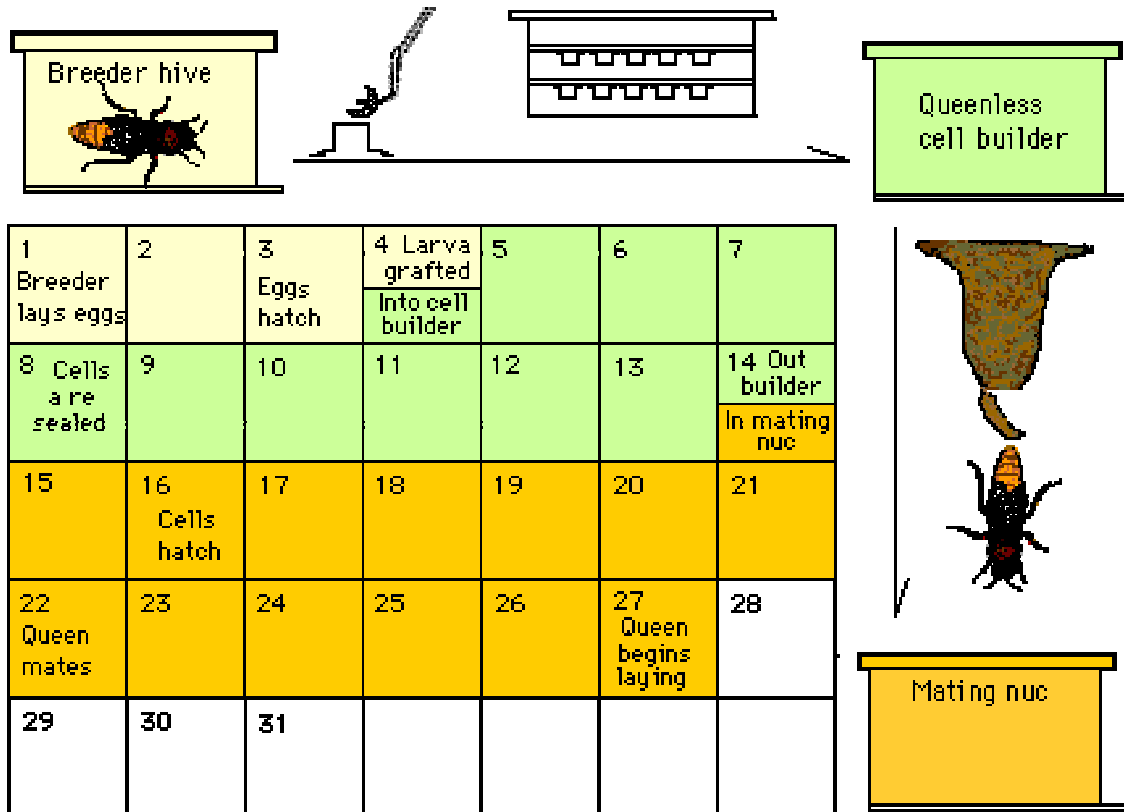 Breeder hive
Queenless
cell builder
1
Breeder
lays eggs
2
3
Eggs
hatch
4 Larva
grafted
Into cell
builder
5
6
7
8 Cells
are
sealed
9
10
11
12
13
14 Out
builder
In mating
nuc
15
16
Cells
hatch
17
18
19
20
21
22
Queen
mates
23
24
25
26
27
Queen
begins
laying
28
29
30
31
Mating nuc